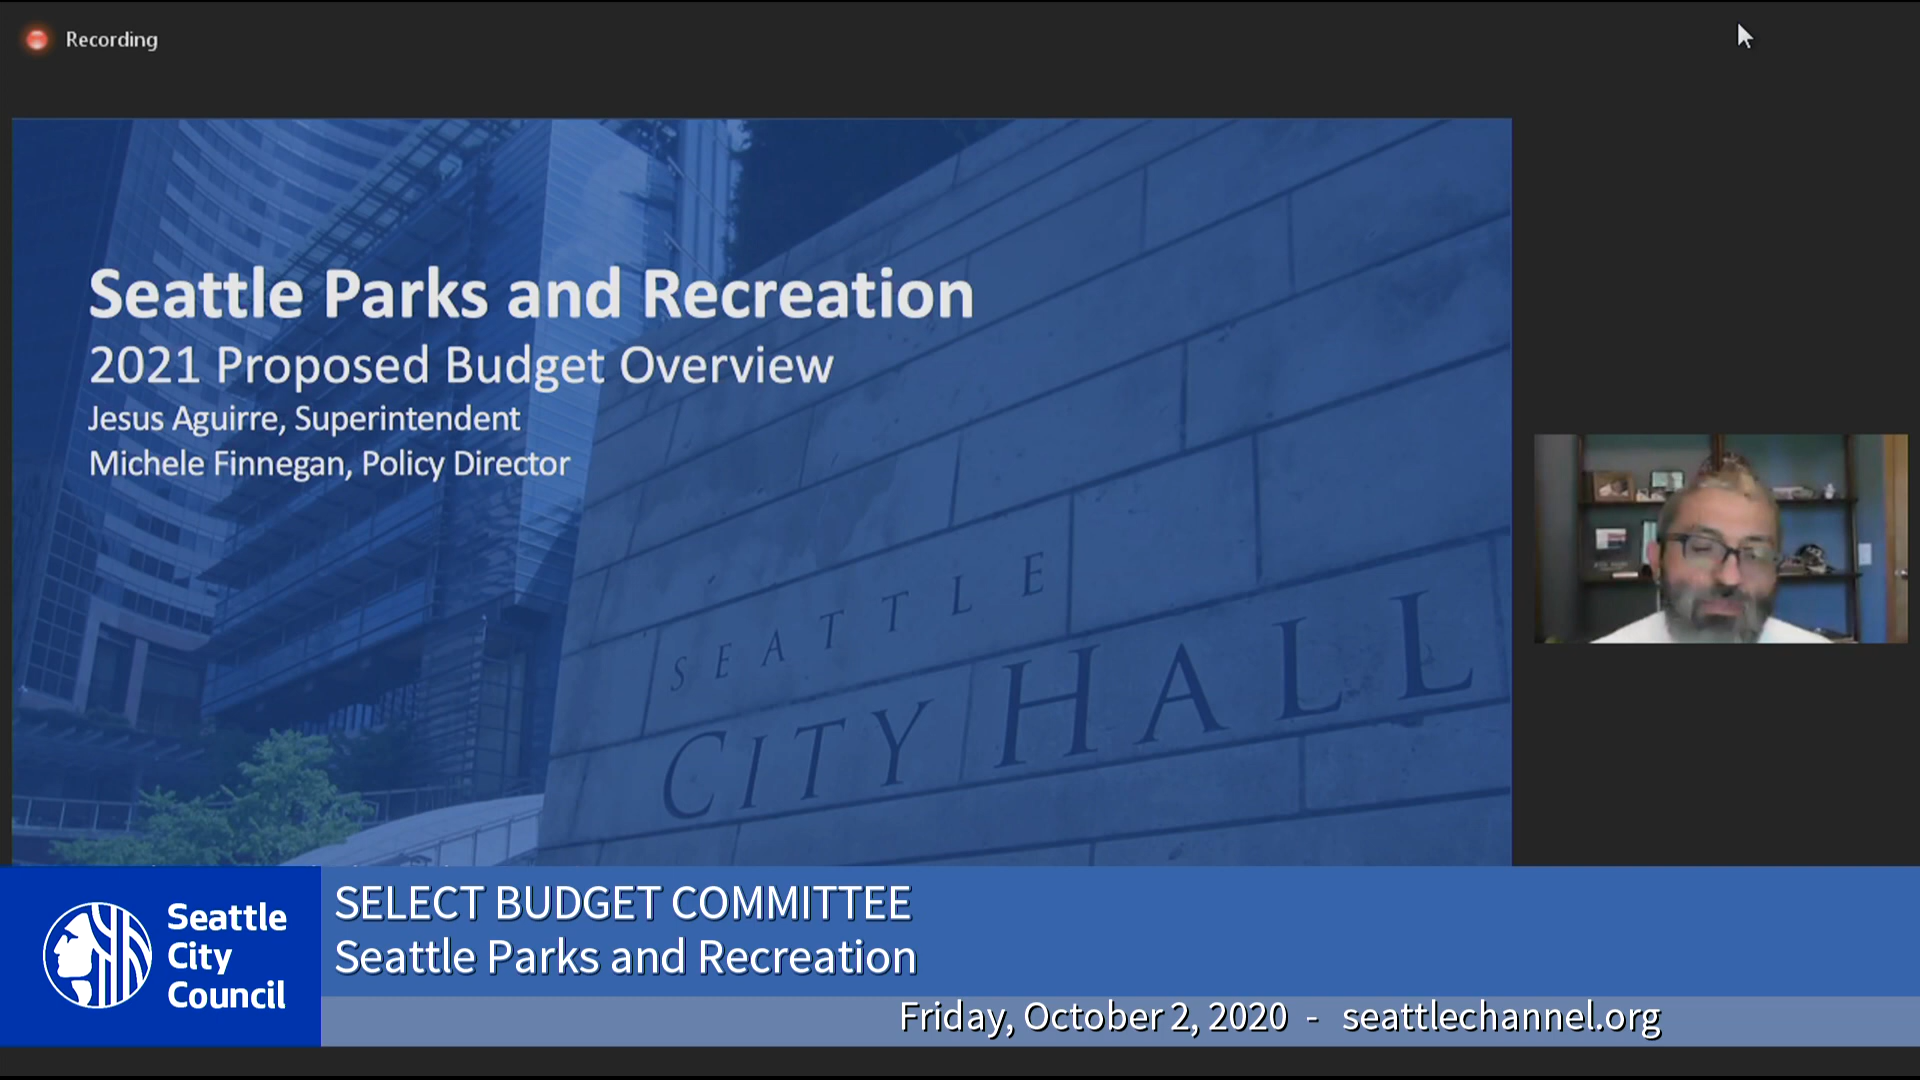 Recording
Seattle Parks and Recreation
2021 Proposed Budget Overview
Jesus Aguirre, Superintendent
Michele Finnegan, Policy Director
SEATTLE
CITY HALL
Seattle
City
Council
SELECT BUDGET COMMITTEE
Seattle Parks and Recreation
Friday, October 2, 2020 - seattlechannel.org